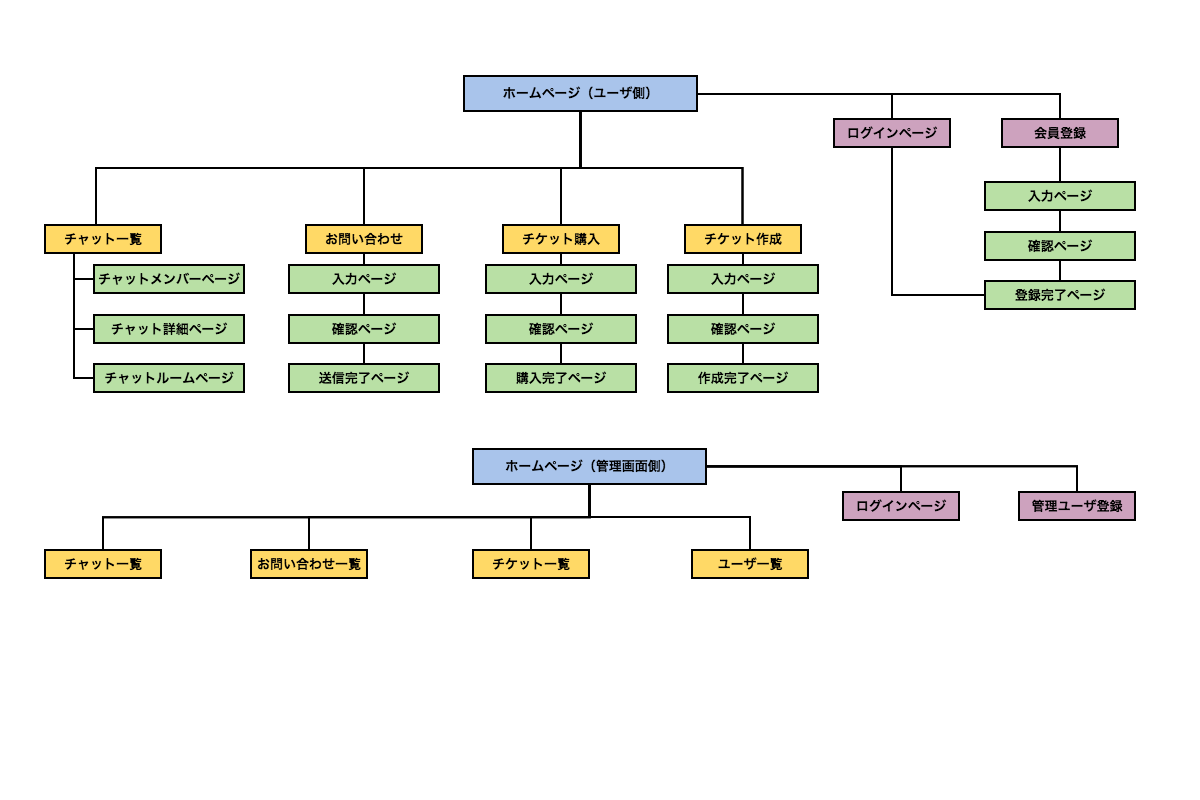 ホームページ（ユーザ側）
ログインページ
会員登録
入力ページ
確認ページ
登録完了ページ
チャット一覧
チャットメンバーページ
チャット詳細ページ
チャットルームページ
お問い合わせ
入力ページ
確認ページ
送信完了ページ
チケット購入
入力ページ
確認ページ
購入完了ページ
チケット作成
入力ページ
確認ページ
作成完了ページ
ホームページ（管理画面側）
ログインページ
管理ユーザ登録
チャット一覧
お問い合わせ一覧
チケット一覧
ユーザ一覧